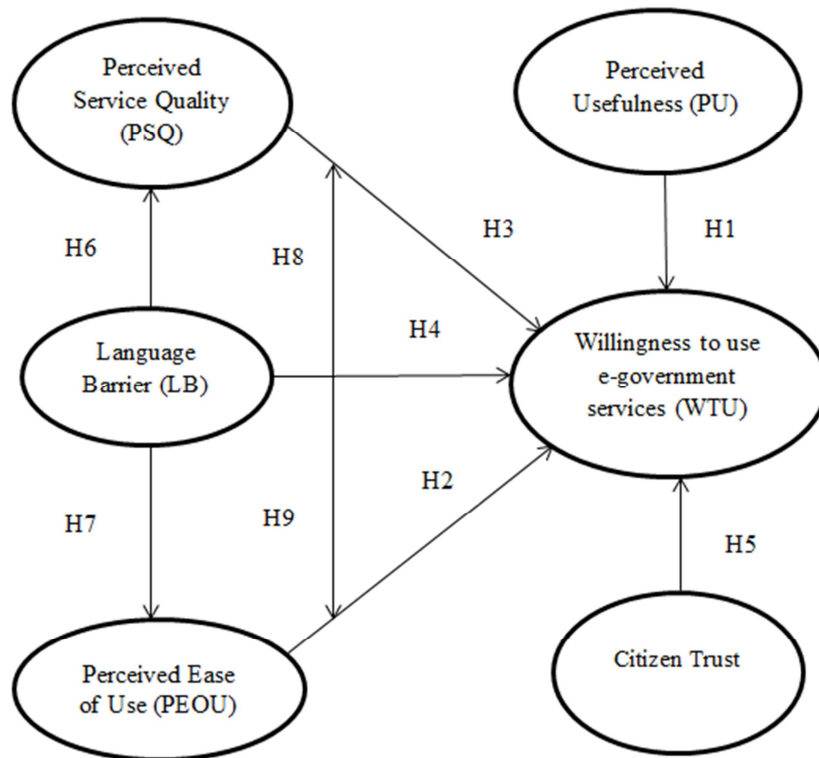 Perceived
Service Quality
(PSQ)
Perceived
Usefulness (PU)
H6
H8
H3
H1
Language
Barrier (LB)
H4
Willingness to use
e-government
services (WTU)
H7
H9
H2
H5
Perceived Ease
of Use (PEOU)
Citizen Trust